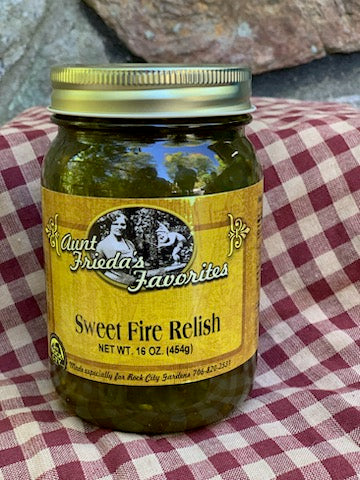 Aunt
Frieda's
Favorites
Sweet Fire Relish
NET WT. 16 OZ. (454g)
Made especially for Rock City Gardens 706-820-2531